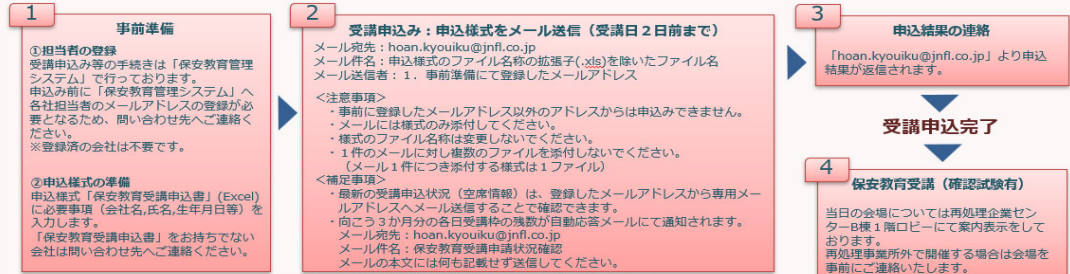 1
事前準備
①担当者の登録
受講申込み等の手続きは「保安教育管理
システム」で行っております。
申込み前に「保安教育管理システム」へ
各社担当者のメールアドレスの登録が必
要となるため、問い合わせ先へご連絡く
ださい。
※登録済の会社は不要です。
②申込様式の準備
申込様式「保安教育受講申込書」(Excel)
に必要事項（会社名,氏名,生年月日等）を
入力します。
「保安教育受講申込書」をお持ちでない
会社は問い合わせ先へご連絡ください。
2
受講申込み：申込様式をメール送信（受講日２日前まで）
メール宛先：hoan.kyouiku@jnfl.co.jp
メール件名：申込様式のファイル名称の拡張子(.xls)を除いたファイル名
メール送信者：１．事前準備にて登録したメールアドレス
＜注意事項＞
・事前に登録したメールアドレス以外のアドレスからは申込みできません。
・メールには様式のみ添付してください。
・様式のファイル名称は変更しないでください。
・１件のメールに対し複数のファイルを添付しないでください。
（メール１件につき添付する様式は１ファイル）
＜補足事項＞
・最新の受講申込状況（空席情報）は、登録したメールアドレスから専用メー
ルアドレスへメール送信することで確認できます。
・向こう３か月分の各日受講枠の残数が自動応答メールにて通知されます。
メール宛先：hoan.kyouiku@jnfl.co.jp
メール件名：保安教育受講申請状況確認
メールの本文には何も記載せず送信してください。
3
申込結果の連絡
「hoan.kyouiku@jnfl.co.jp」より申込
結果が返信されます。
受講申込完了
4
保安教育受講（確認試験有）
当日の会場については再処理企業セン
ターB棟１階ロビーにて案内表示をして
おります。
再処理事業所外で開催する場合は会場を
事前にご連絡いたします。